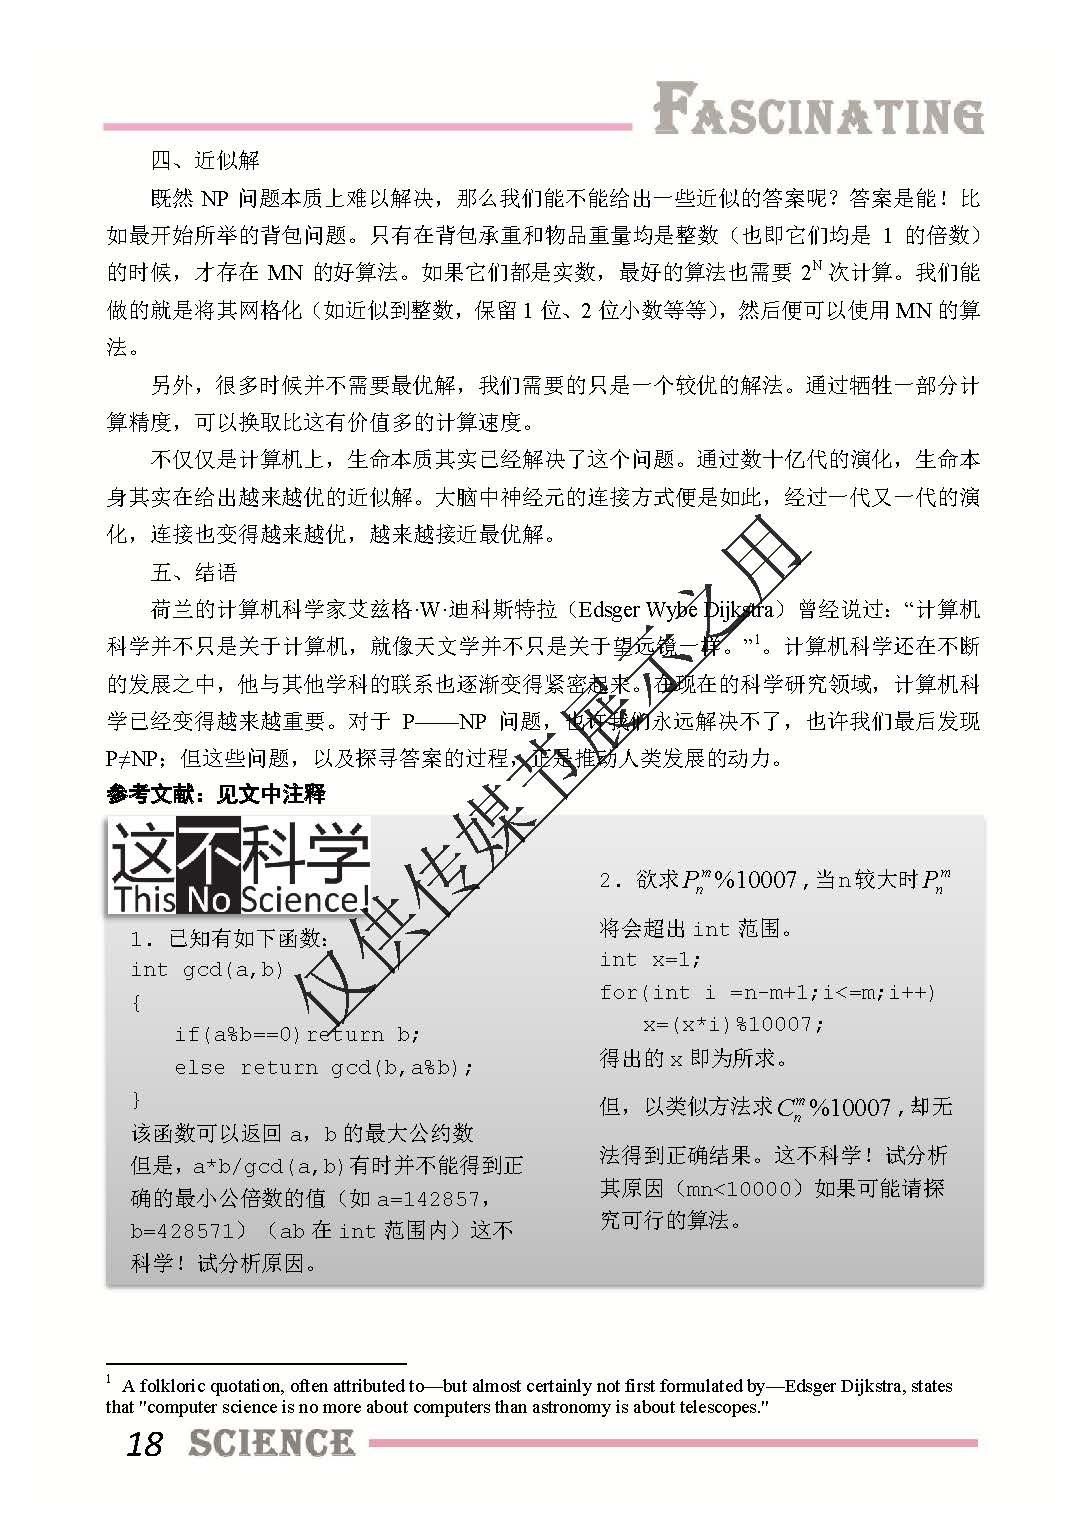 FASCINATING
四、近似解
既然 NP 问题本质上难以解决，那么我们能不能给出一些近似的答案呢？答案是能！比
如最开始所举的背包问题。只有在背包承重和物品重量均是整数（也即它们均是 1 的倍数）
的时候，才存在 MN 的好算法。如果它们都是实数，最好的算法也需要 2^N 次计算。我们能
做的就是将其网格化（如近似到整数，保留 1 位、2 位小数等等），然后便可以使用 MN 的算
法。
另外，很多时候并不需要最优解，我们需要的只是一个较优的解法。通过牺牲一部分计
算精度，可以换取比这有价值多的计算速度。
不仅仅是计算机上，生命本质其实已经解决了这个问题。通过数十亿代的演化，生命本
身其实在给出越来越优的近似解。大脑中神经元的连接方式便是如此，经过一代又一代的演
化，连接也变得越来越优，越来越接近最优解。
五、结语
荷兰的计算机科学家艾兹格·W·迪科斯特拉（Edsger Wybe Dijkstra）曾经说过：“计算机
科学并不只是关于计算机，就像天文学并不只是关于望远镜一样。”1。计算机科学还在不断
的发展之中，他与其他学科的联系也逐渐变得紧密起来。在现在的科学研究领域，计算机科
学已经变得越来越重要。对于 P——NP 问题，也许我们永远解决不了，也许我们最后发现
P≠NP；但这些问题，以及探寻答案的过程，正是推动人类发展的动力。
参考文献：见文中注释
这不科学
This No Science!
1. 已知有如下函数：
int gcd(a,b)
{
if(a%b==0)return b;
else return gcd(b,a%b);
}
该函数可以返回 a，b 的最大公约数
但是，a*b/gcd(a,b)有时并不能得到正
确的最小公倍数的值（如 a=142857，
b=428571）（ab 在 int 范围内）这不
科学！试分析原因。
2. 欲求 P_n^m%10007，当 n 较大时 P_n^m
将会超出 int 范围。
int x=1;
for(int i =n-m+1;i<=m;i++)
x=(x*i)%10007;
得出的 x 即为所求。
但，以类似方法求 C_n^m%10007，却无
法得到正确结果。这不科学！试分析
其原因（mn<10000）如果可能请探
究可行的算法。
仅供传媒节展示之用
1 A folkloric quotation, often attributed to—but almost certainly not first formulated by—Edsger Dijkstra, states
that "computer science is no more about computers than astronomy is about telescopes."
18 SCIENCE